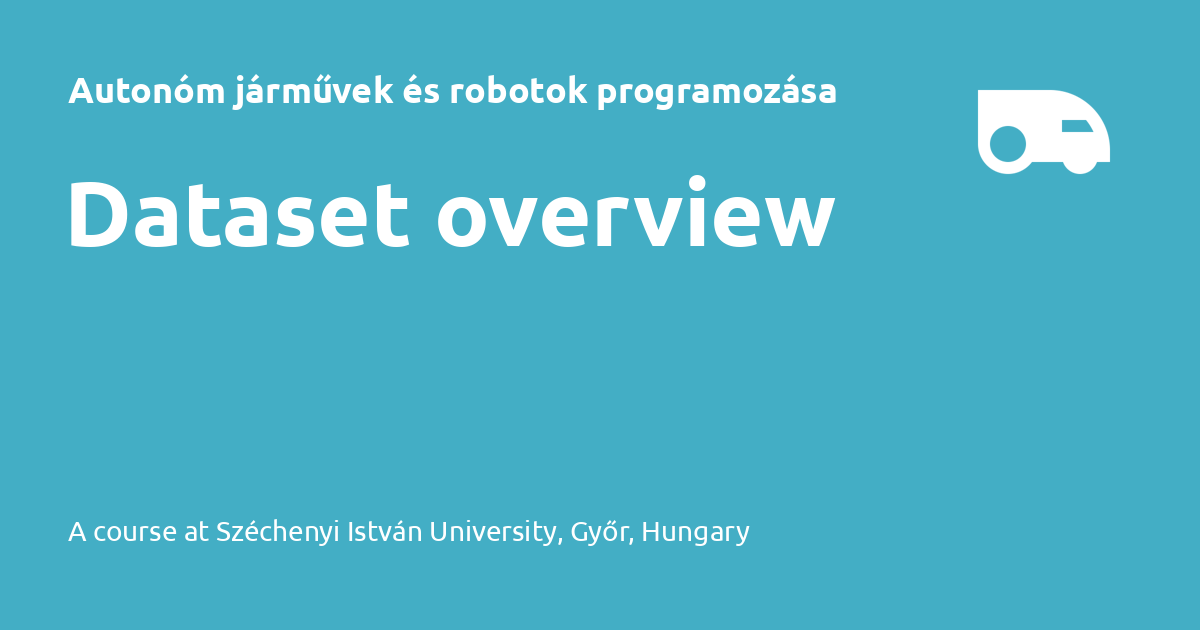 Autonóm járművek és robotok programozása
Dataset overview
A course at Széchenyi István University, Győr, Hungary